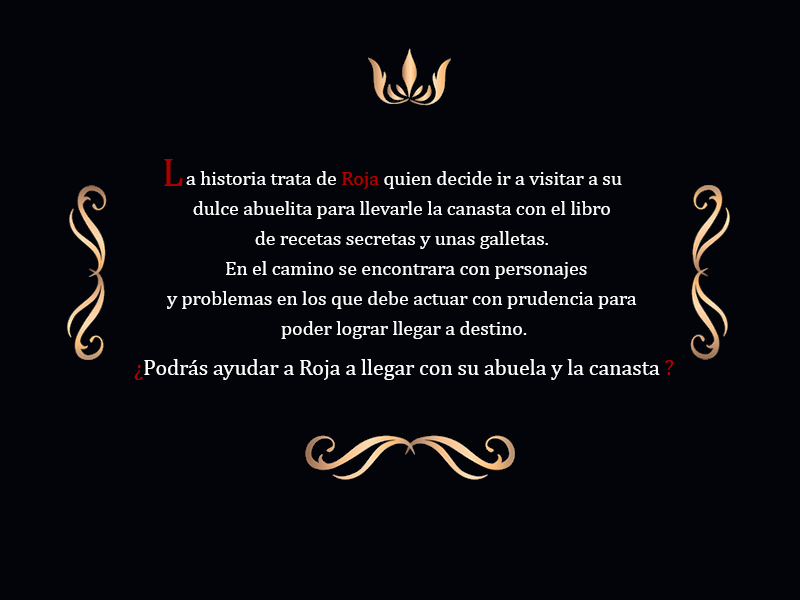 La historia trata de Roja quien decide ir a visitar a su
dulce abuelita para llevarle la canasta con el libro
de recetas secretas y unas galletas.
En el camino se encontrara con personajes
y problemas en los que debe actuar con prudencia para
poder lograr llegar a destino.
¿Podrás ayudar a Roja a llegar con su abuela y la canasta ?